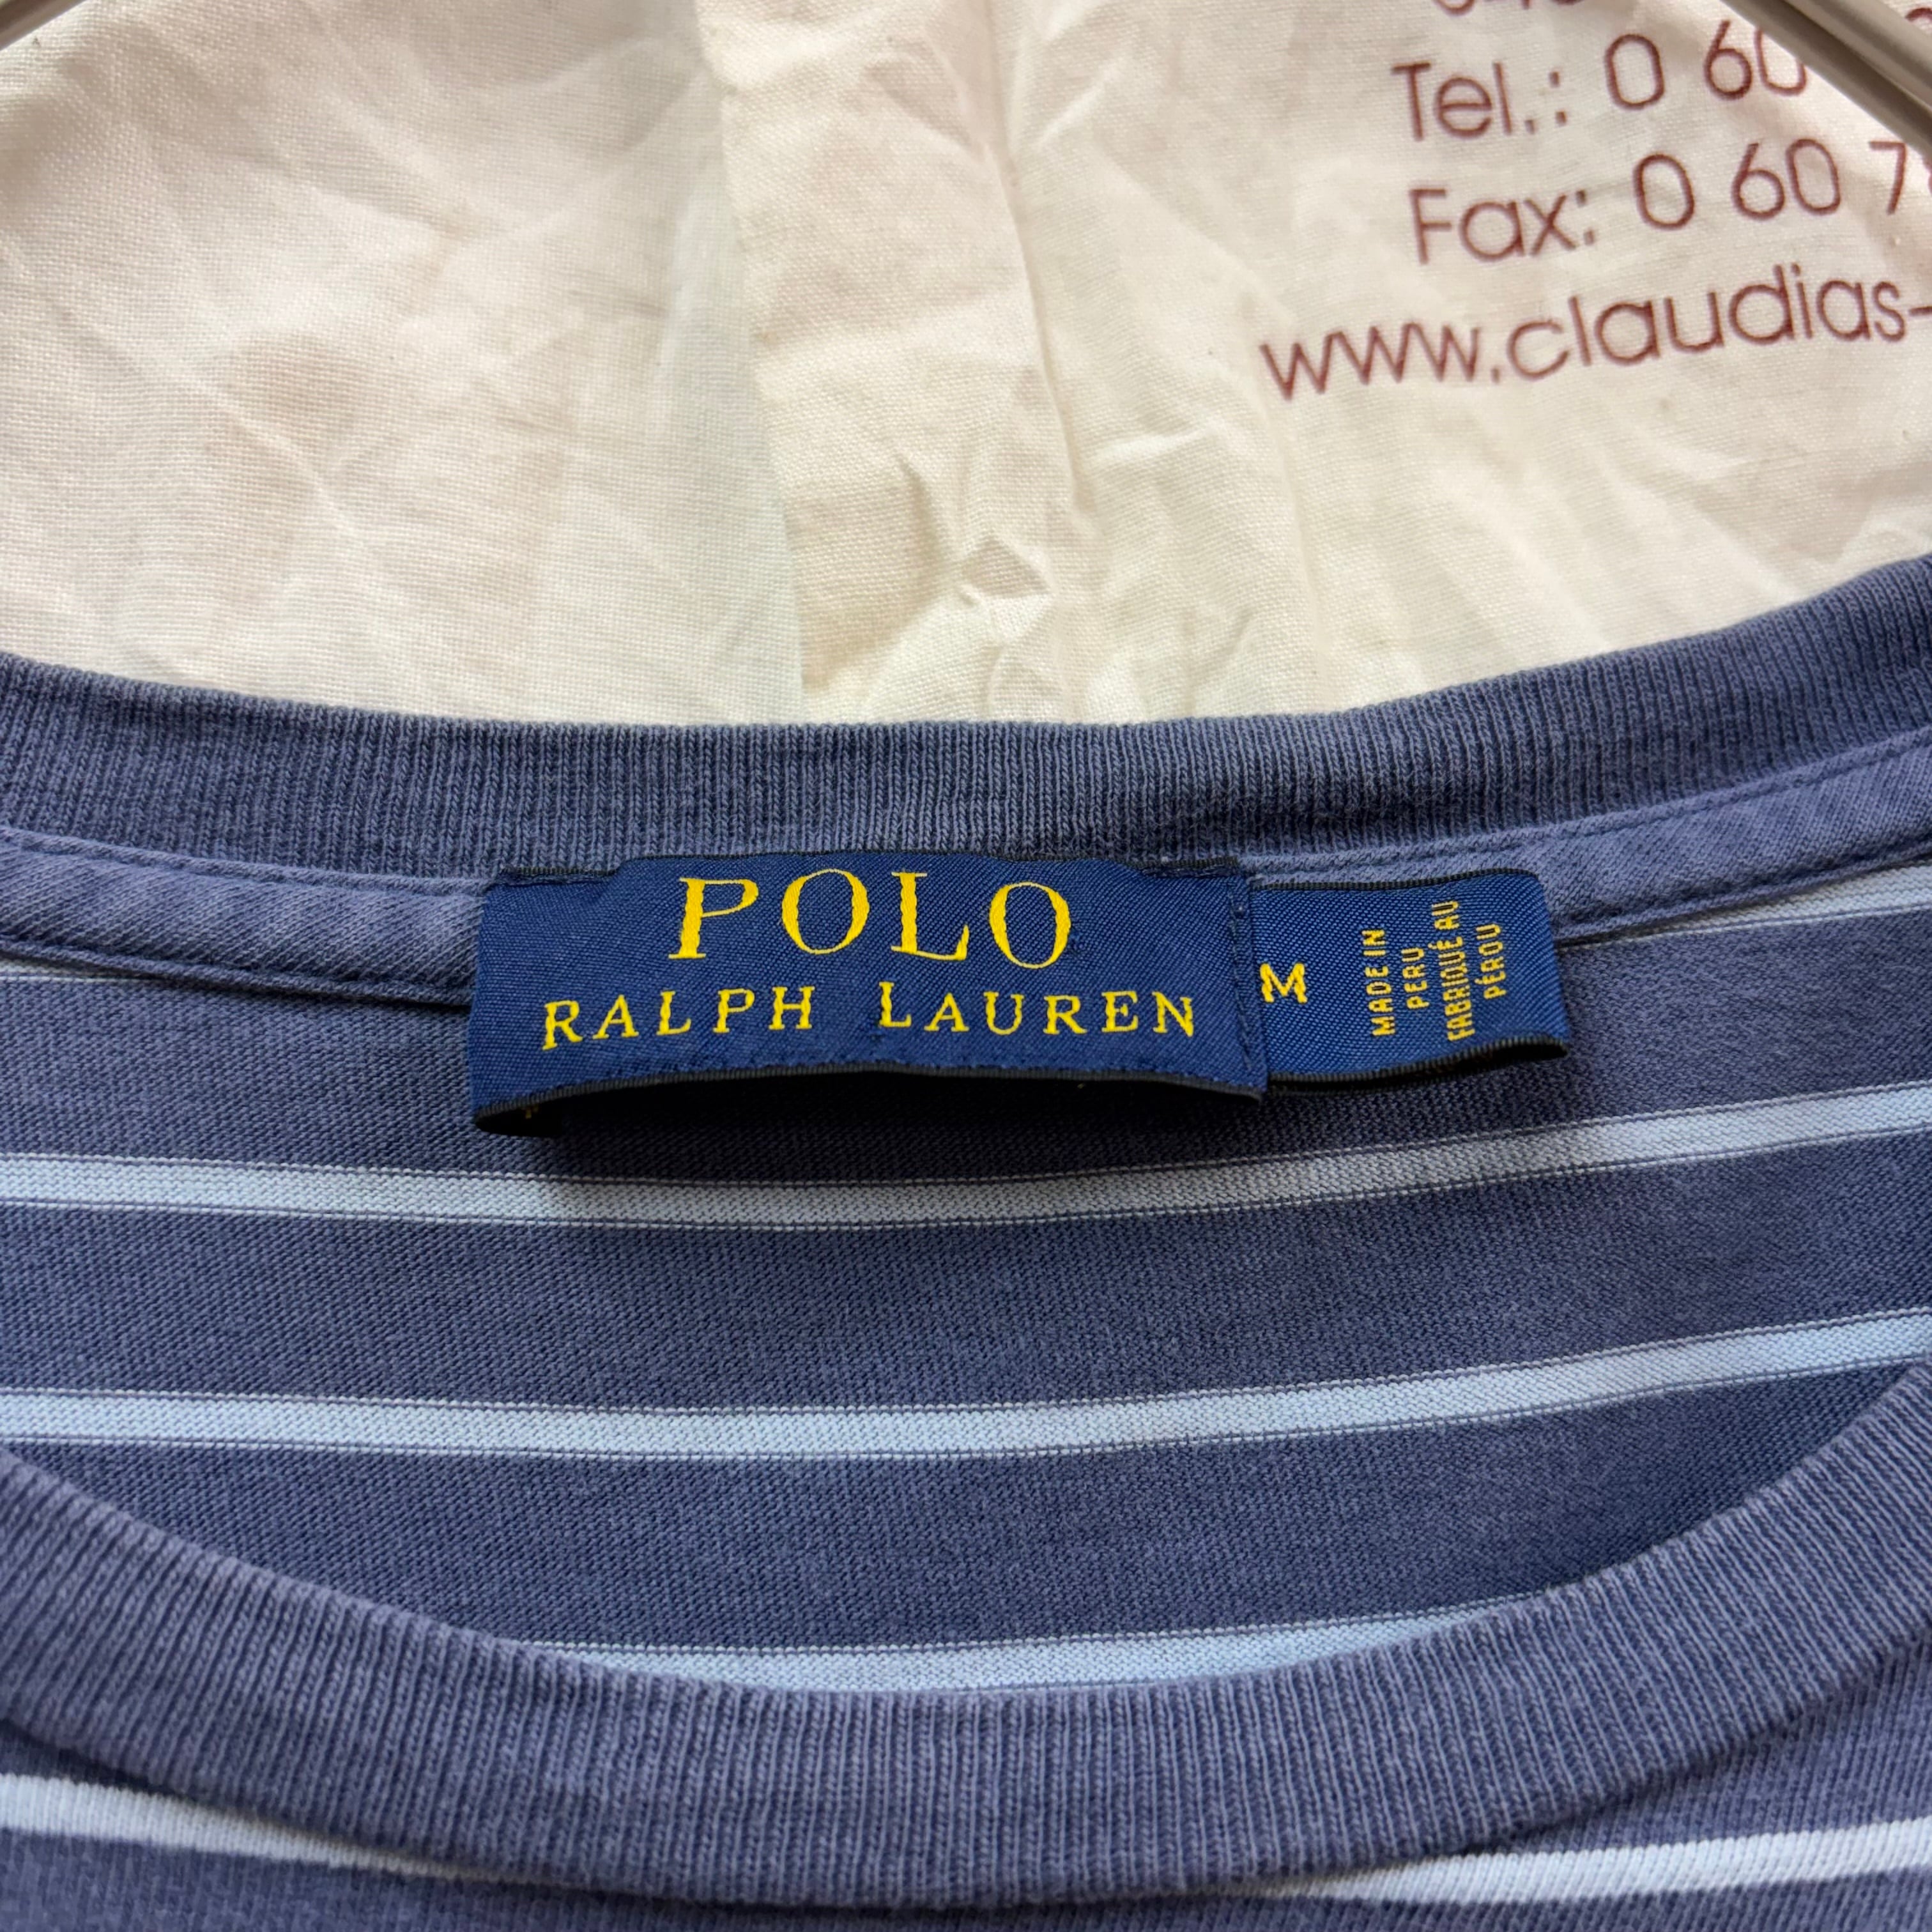 Tel.: 0 60
Fax: 0 60 7
www.claudias-
POLO
RALPH LAUREN
M
MADE IN
PERU
FABRIQUÉ AU
PÉROU